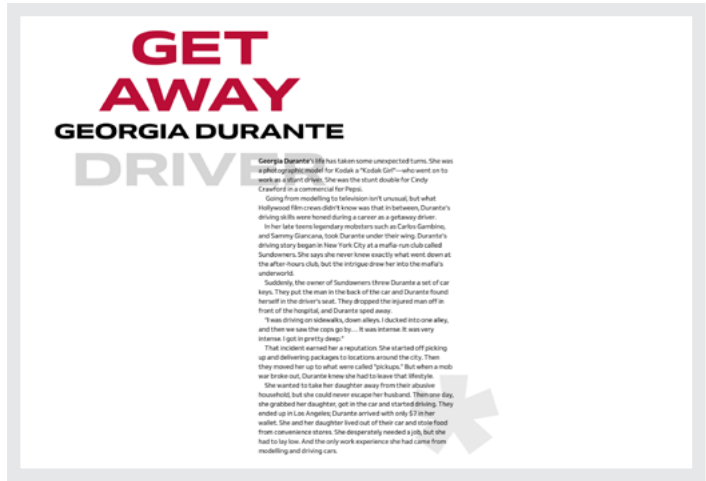 GET
AWAY
GEORGIA DURANTE
DRIVER
Georgia Durante's life has taken some unexpected turns. She was
a photographic model for Kodak a "Kodak Girl"—who went on to
work as a stunt driver. She was the stunt double for Cindy
Crawford in a commercial for Pepsi.
Going from modelling to television isn't unusual, but what
Hollywood film crews didn't know was that in between, Durante's
driving skills were honed during a career as a getaway driver.
In her late teens legendary mobsters such as Carlos Gambino,
and Sammy Giancana, took Durante under their wing. Durante's
driving story began in New York City at a mafia-run club called
Sundowners. She says she never knew exactly what went down at
the after-hours club, but the intrigue drew her into the mafia's
underworld.
Suddenly, the owner of Sundowners threw Durante a set of car
keys. They put the man in the back of the car and Durante found
herself in the driver's seat. They dropped the injured man off in
front of the hospital, and Durante sped away.
"I was driving on sidewalks, down alleys. I ducked into one alley,
and then we saw the cops go by.... It was intense. It was very
intense. I got in pretty deep."
That incident earned her a reputation. She started off picking
up and delivering packages to locations around the city. Then
they moved her up to what were called "pickups." But when a mob
war broke out, Durante knew she had to leave that lifestyle.
She wanted to take her daughter away from their abusive
household, but she could never escape her husband. Then one day,
she grabbed her daughter, got in the car and started driving. They
ended up in Los Angeles; Durante arrived with only $7 in her
wallet. She and her daughter lived out of their car and stole food
from convenience stores. She desperately needed a job, but she
had to lay low. And the only work experience she had came from
modelling and driving cars.